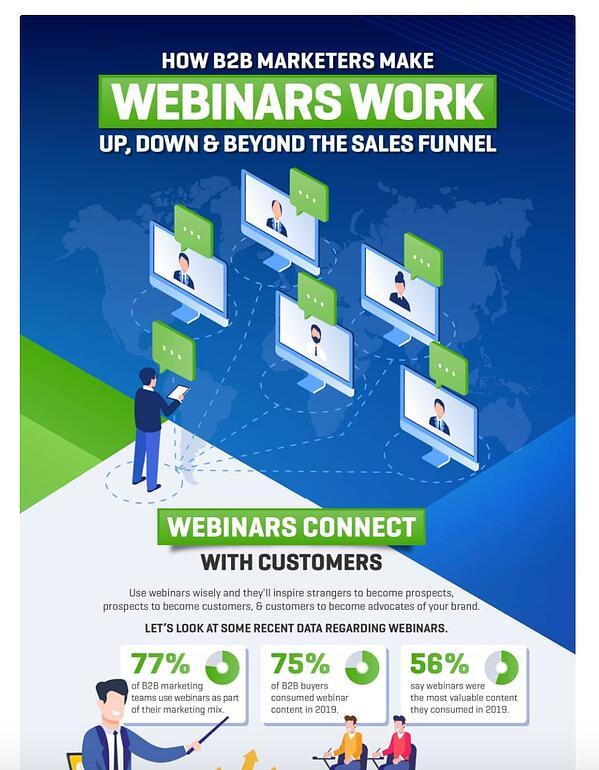 HOW B2B MARKETERS MAKE
WEBINARS WORK
UP, DOWN & BEYOND THE SALES FUNNEL
WEBINARS CONNECT
WITH CUSTOMERS
Use webinars wisely and they'll inspire strangers to become prospects,
prospects to become customers, & customers to become advocates of your brand.
LET'S LOOK AT SOME RECENT DATA REGARDING WEBINARS.
77%
of B2B marketing
teams use webinars as part
of their marketing mix.
75%
of B2B buyers
consumed webinar
content in 2019.
56%
say webinars were
the most valuable content
they consumed in 2019.